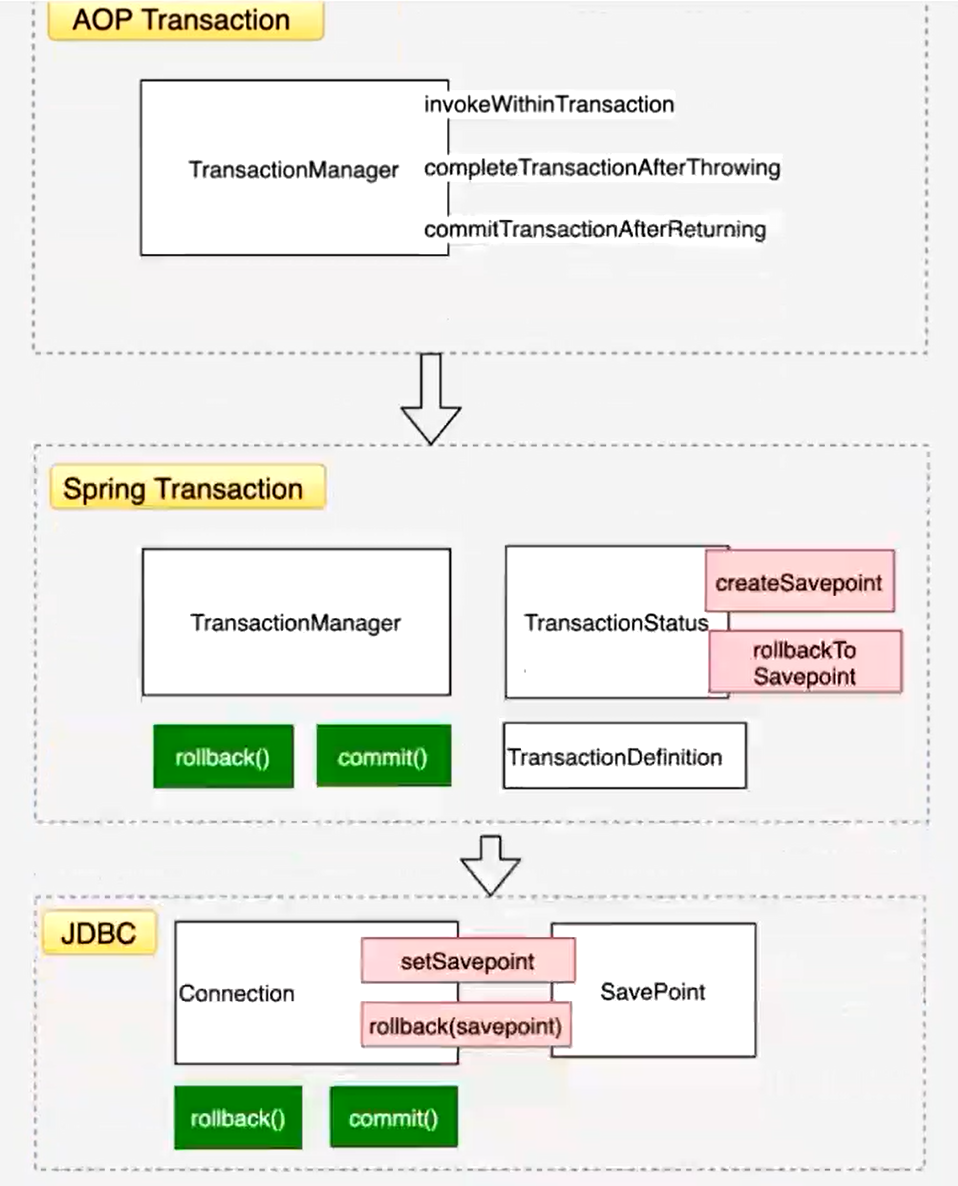 AOP Transaction
invokeWithinTransaction
TransactionManager
completeTransactionAfterThrowing
commitTransactionAfterReturning
Spring Transaction
TransactionManager
TransactionStatus
createSavepoint
rollbackTo
Savepoint
rollback()
commit()
TransactionDefinition
JDBC
Connection
setSavepoint
rollback(savepoint)
SavePoint
rollback()
commit()